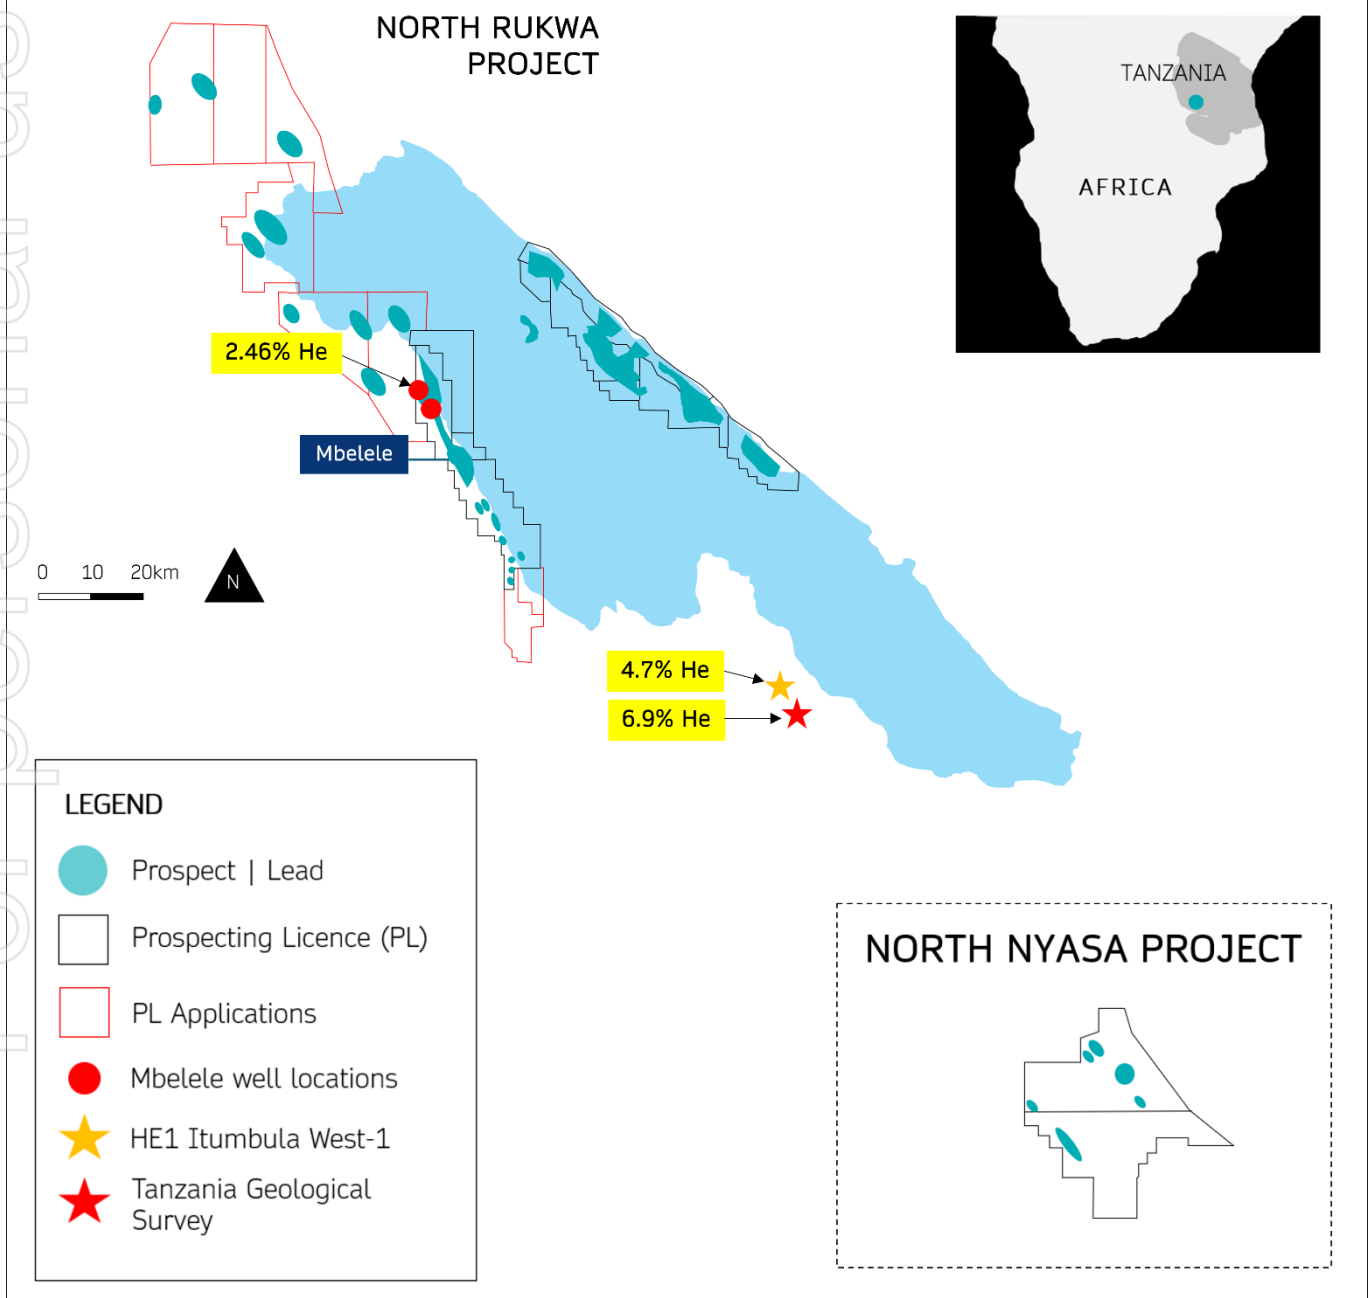 NORTH RUKWA
PROJECT
TANZANIA
AFRICA
2.46% He
Mbelele
0 10 20km
N
4.7% He
6.9% He
LEGEND
Prospect | Lead
Prospecting Licence (PL)
PL Applications
Mbelele well locations
HE1 Itumbula West-1
Tanzania Geological
Survey
NORTH NYASA PROJECT